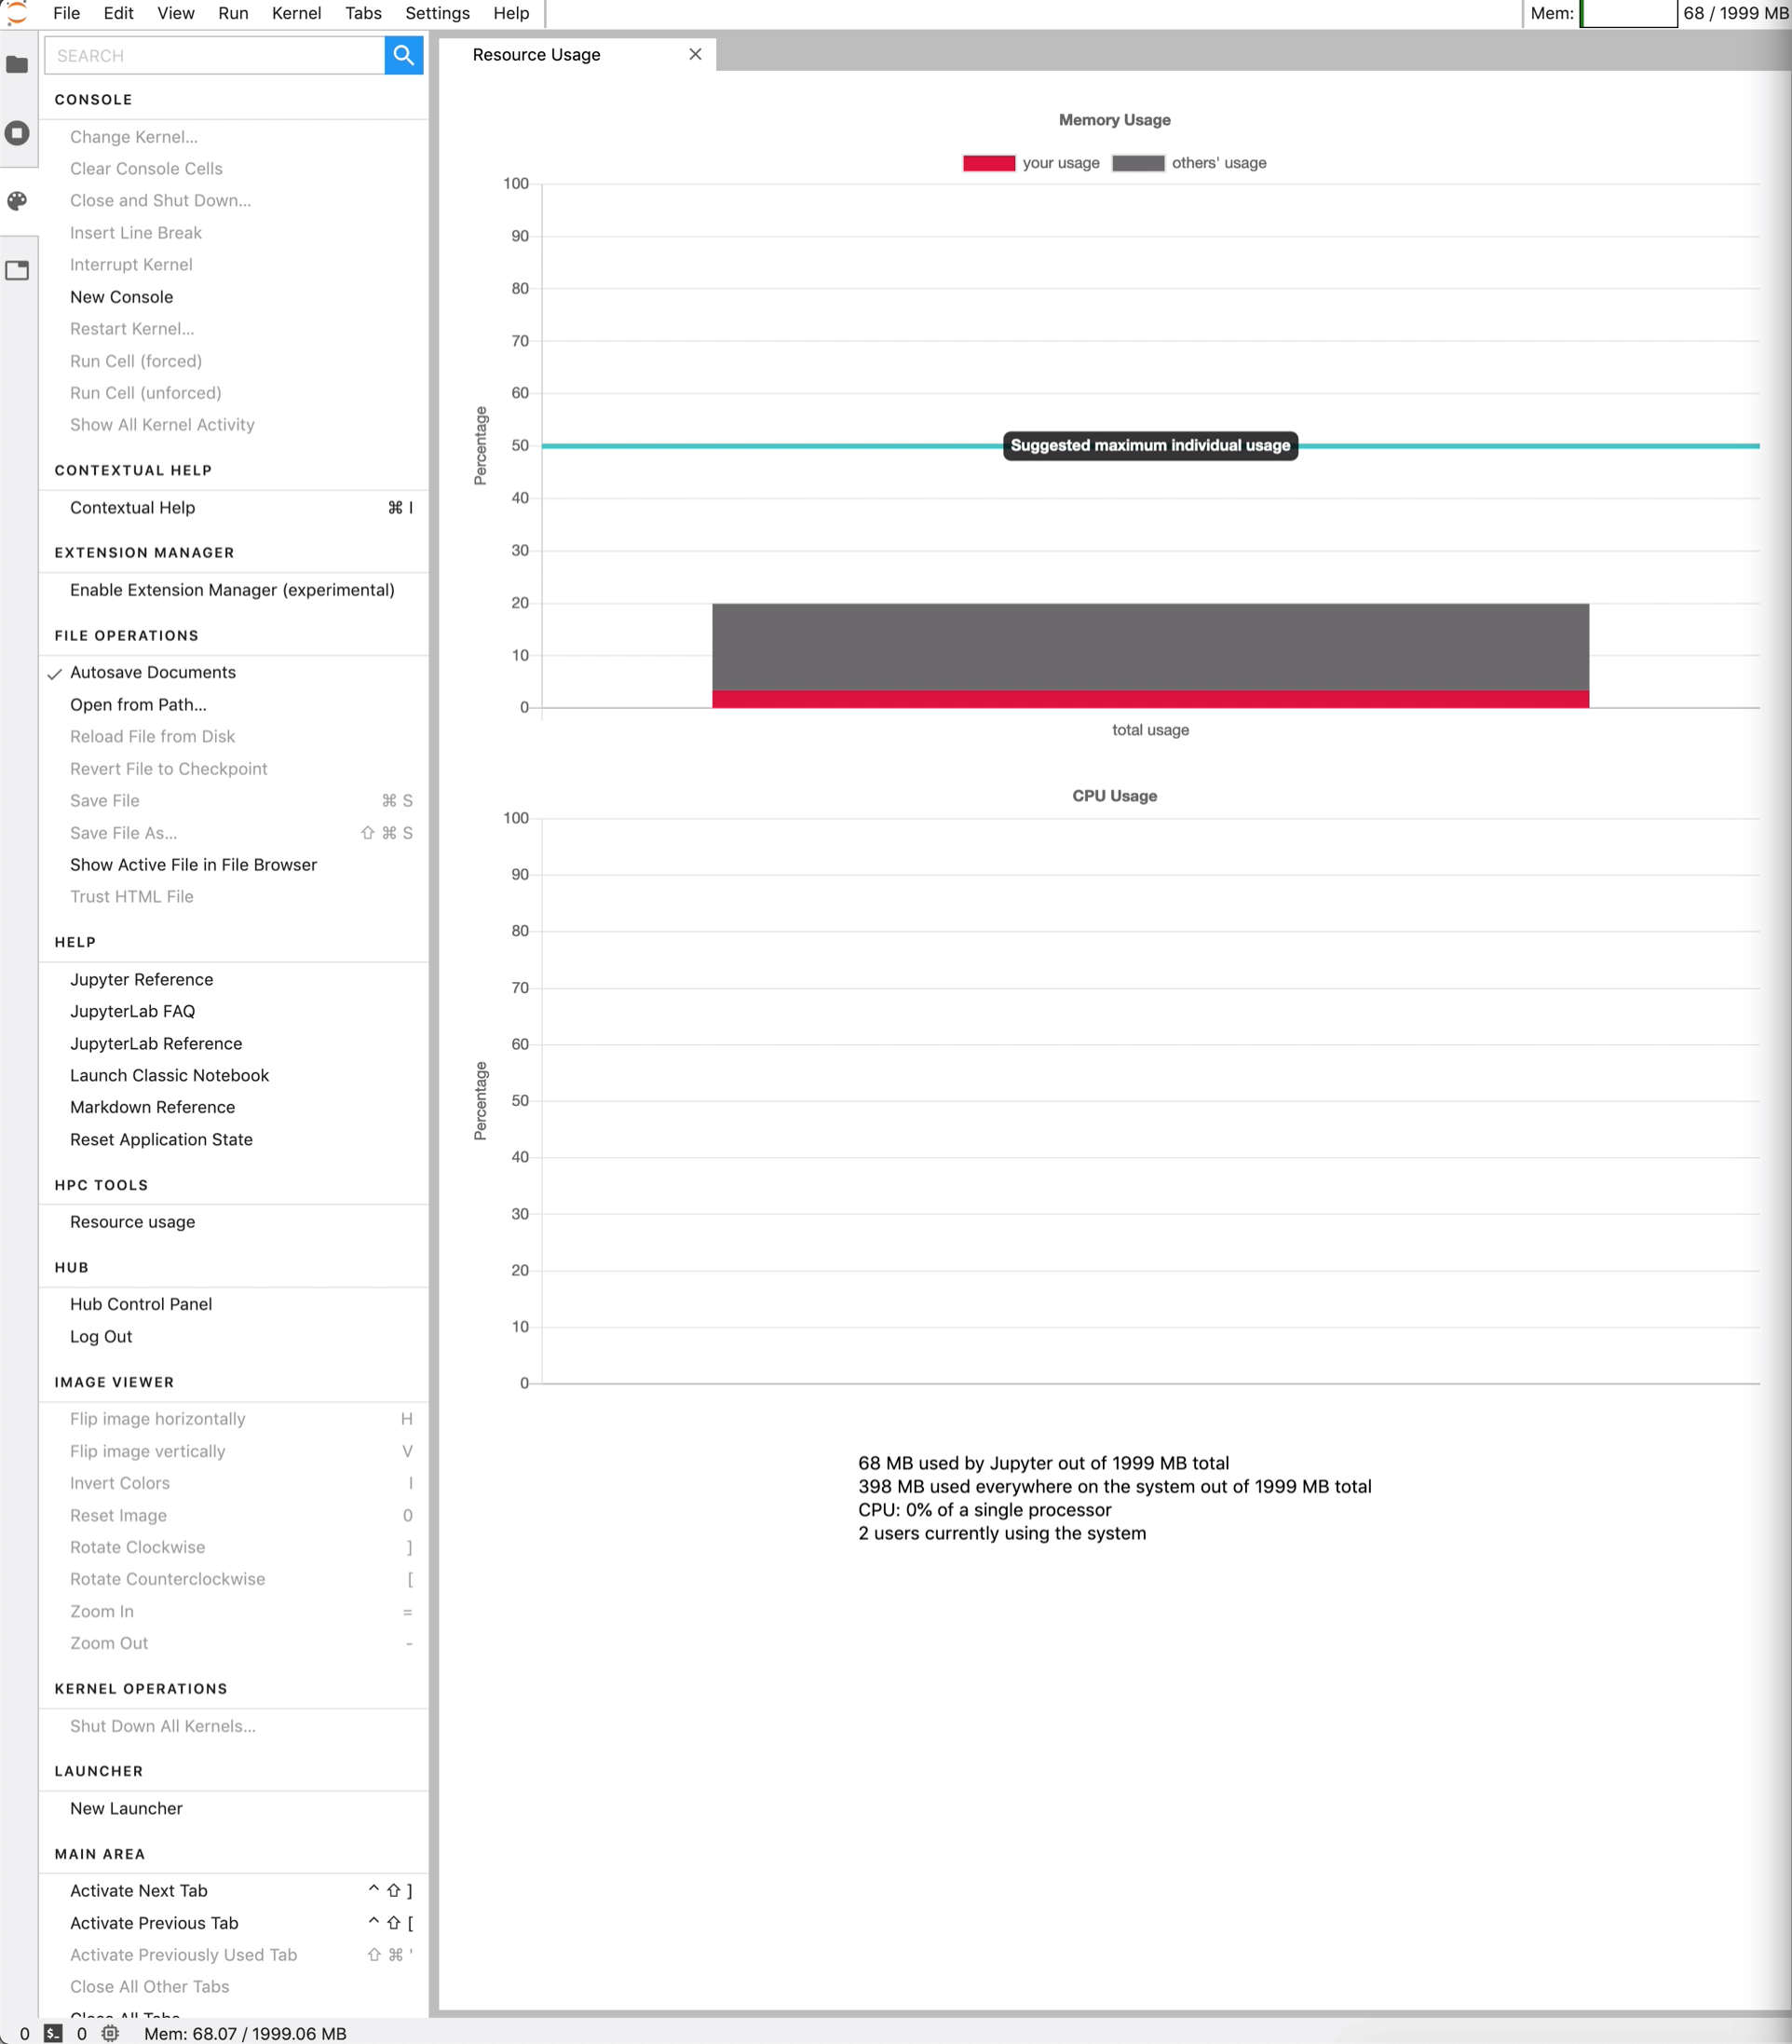 File Edit View Run Kernel Tabs Settings Help
Mem: 68 / 1999 MB
SEARCH
CONSOLE
Change Kernel...
Clear Console Cells
Close and Shut Down...
Insert Line Break
Interrupt Kernel
New Console
Restart Kernel...
Run Cell (forced)
Run Cell (unforced)
Show All Kernel Activity
CONTEXTUAL HELP
Contextual Help ⌘ I
EXTENSION MANAGER
Enable Extension Manager (experimental)
FILE OPERATIONS
✓ Autosave Documents
Open from Path...
Reload File from Disk
Revert File to Checkpoint
Save File ⌘ S
Save File As... ⇧ ⌘ S
Show Active File in File Browser
Trust HTML File
HELP
Jupyter Reference
JupyterLab FAQ
JupyterLab Reference
Launch Classic Notebook
Markdown Reference
Reset Application State
HPC TOOLS
Resource usage
HUB
Hub Control Panel
Log Out
IMAGE VIEWER
Flip image horizontally H
Flip image vertically V
Invert Colors I
Reset Image 0
Rotate Clockwise ]
Rotate Counterclockwise [
Zoom In =
Zoom Out -
KERNEL OPERATIONS
Shut Down All Kernels...
LAUNCHER
New Launcher
MAIN AREA
Activate Next Tab ^ ⇧ ]
Activate Previous Tab ^ ⇧ [
Activate Previously Used Tab ⇧ ⌘ '
Close All Other Tabs
Close All Tabs
Resource Usage ×
Memory Usage
your usage others' usage
100
90
80
70
60
50
40
30
20
10
0
Percentage
Suggested maximum individual usage
total usage
CPU Usage
100
90
80
70
60
50
40
30
20
10
0
Percentage
68 MB used by Jupyter out of 1999 MB total
398 MB used everywhere on the system out of 1999 MB total
CPU: 0% of a single processor
2 users currently using the system
0 $_ 0 Mem: 68.07 / 1999.06 MB